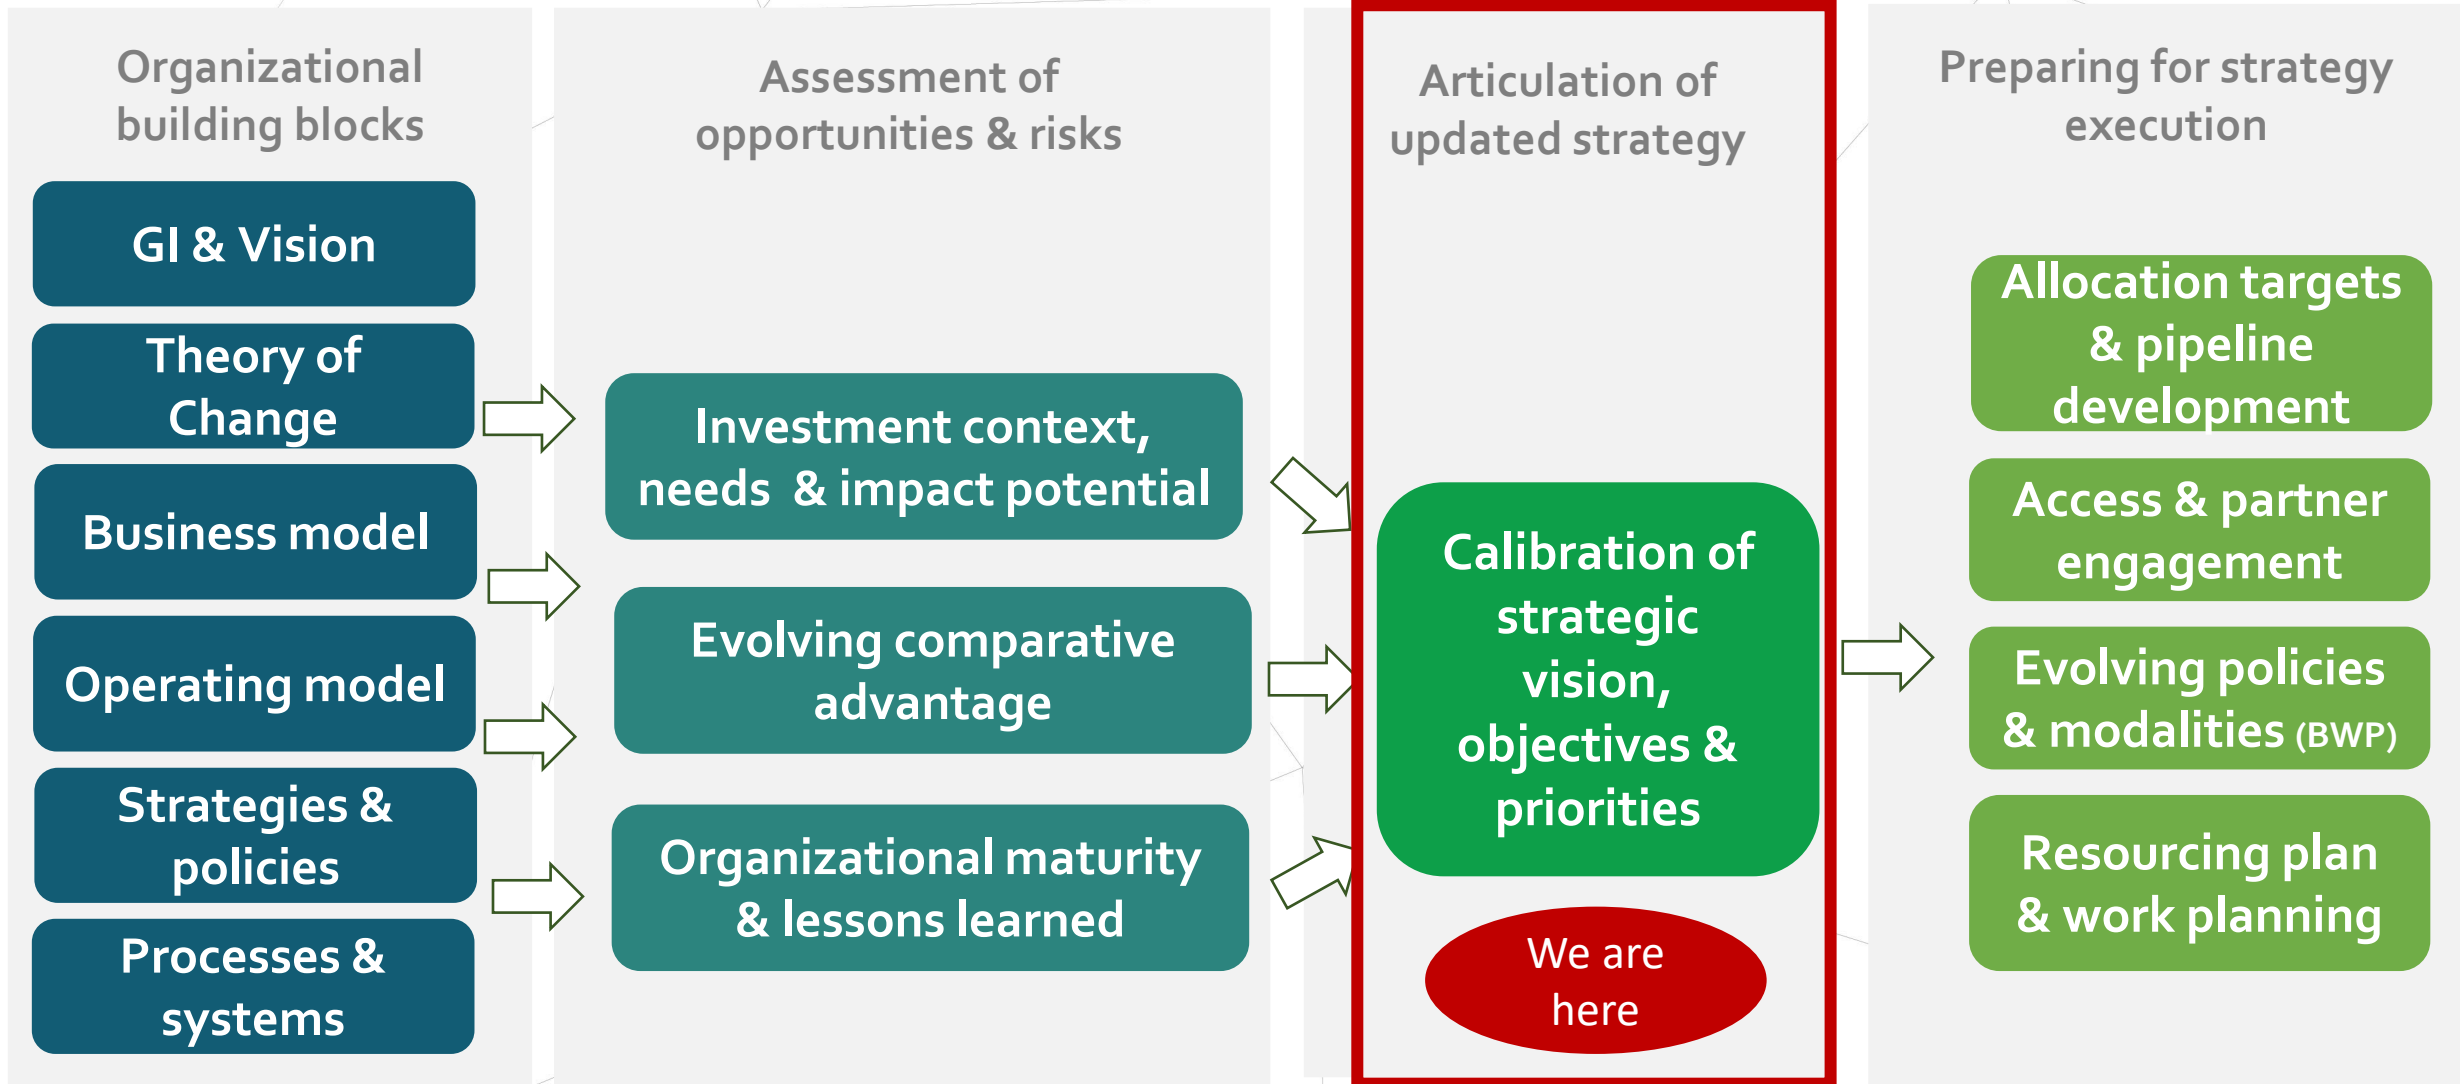 Organizational
building blocks
GI & Vision
Theory of
Change
Business model
Operating model
Strategies &
policies
Processes &
systems
Assessment of
opportunities & risks
Investment context,
needs & impact potential
Evolving comparative
advantage
Organizational maturity
& lessons learned
Articulation of
updated strategy
Calibration of
strategic
vision,
objectives &
priorities
We are
here
Preparing for strategy
execution
Allocation targets
& pipeline
development
Access & partner
engagement
Evolving policies
& modalities (BWP)
Resourcing plan
& work planning